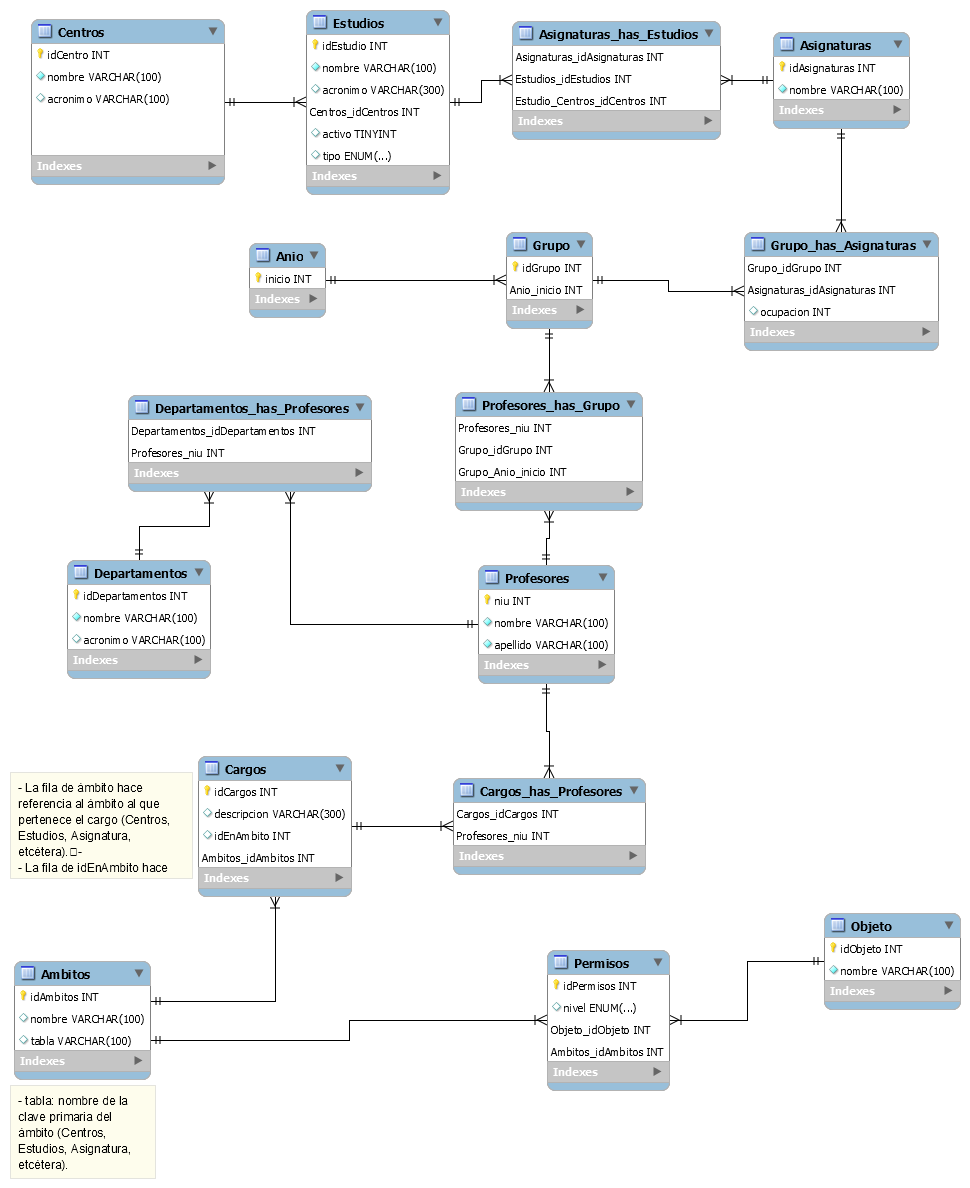 Centros
idCentro INT
nombre VARCHAR(100)
acronimo VARCHAR(100)
Indexes
Estudios
idEstudio INT
nombre VARCHAR(100)
acronimo VARCHAR(300)
Centros_idCentros INT
activo TINYINT
tipo ENUM(...)
Indexes
Asignaturas_has_Estudios
Asignaturas_idAsignaturas INT
Estudios_idEstudios INT
Estudio_Centros_idCentros INT
Indexes
Asignaturas
idAsignaturas INT
nombre VARCHAR(100)
Indexes
Anio
inicio INT
Indexes
Grupo
idGrupo INT
Anio_inicio INT
Indexes
Grupo_has_Asignaturas
Grupo_idGrupo INT
Asignaturas_idAsignaturas INT
ocupacion INT
Indexes
Departamentos_has_Profesores
Departamentos_idDepartamentos INT
Profesores_niu INT
Indexes
Profesores_has_Grupo
Profesores_niu INT
Grupo_idGrupo INT
Grupo_Anio_inicio INT
Indexes
Departamentos
idDepartamentos INT
nombre VARCHAR(100)
acronimo VARCHAR(100)
Indexes
Profesores
niu INT
nombre VARCHAR(100)
apellido VARCHAR(100)
Indexes
- La fila de ámbito hace
referencia al ámbito al que
pertenece el cargo (Centros,
Estudios, Asignatura,
etcétera). □-
- La fila de idEnAmbito hace
Cargos
idCargos INT
descripcion VARCHAR(300)
idEnAmbito INT
Ambitos_idAmbitos INT
Indexes
Cargos_has_Profesores
Cargos_idCargos INT
Profesores_niu INT
Indexes
Ambitos
idAmbitos INT
nombre VARCHAR(100)
tabla VARCHAR(100)
Indexes
Permisos
idPermisos INT
nivel ENUM(...)
Objeto_idObjeto INT
Ambitos_idAmbitos INT
Indexes
Objeto
idObjeto INT
nombre VARCHAR(100)
Indexes
- tabla: nombre de la
clave primaria del
ámbito (Centros,
Estudios, Asignatura,
etcétera).